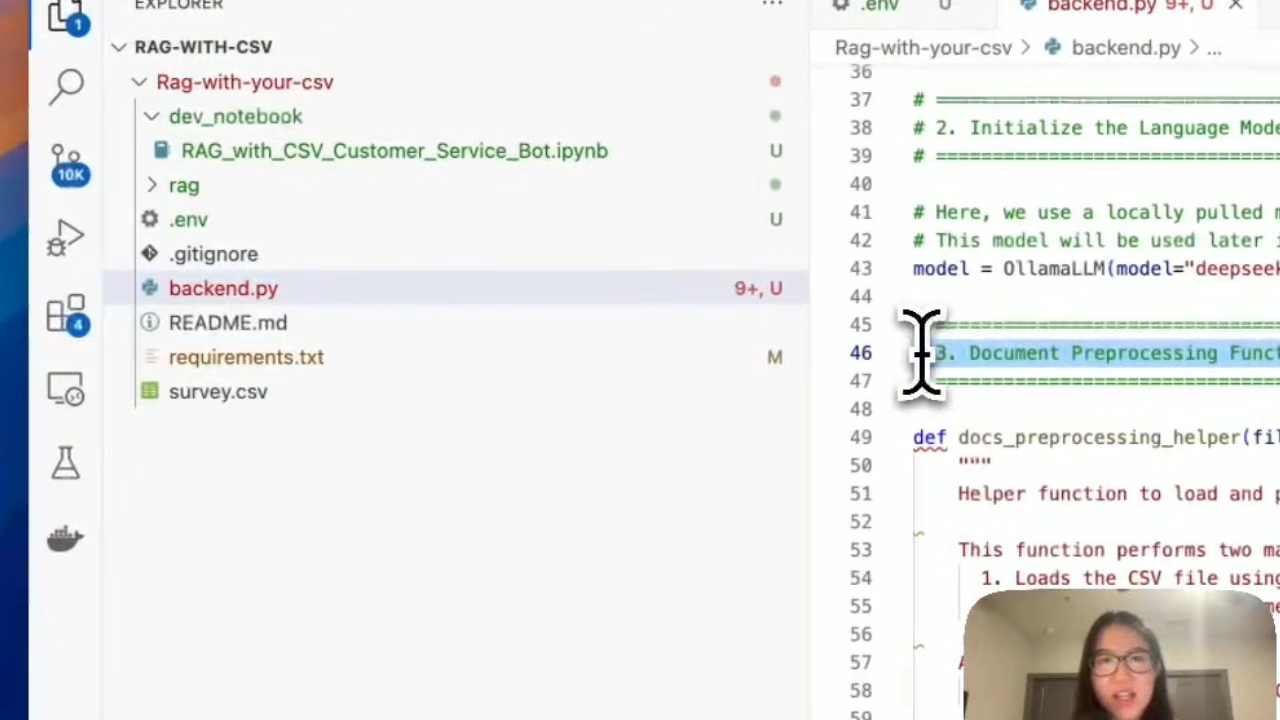 EXPLORER
1
RAG-WITH-CSV
Rag-with-your-csv
dev_notebook
RAG_with_CSV_Customer_Service_Bot.ipynb U
10K
rag
.env U
.gitignore
backend.py 9+, U
4
README.md
requirements.txt M
survey.csv
.env U
backend.py 9+, U
Rag-with-your-csv > backend.py > ...
36
37 # ================================
38 # 2. Initialize the Language Mode
39 # ================================
40
41 # Here, we use a locally pulled
42 # This model will be used later
43 model = OllamaLLM(model="deepseek
44
45 ================================
46 3. Document Preprocessing Funct
47 ================================
48
49 def docs_preprocessing_helper(fil
50 """
51 Helper function to load and
52
53 This function performs two ma
54 1. Loads the CSV file using
55
56
57
58
59